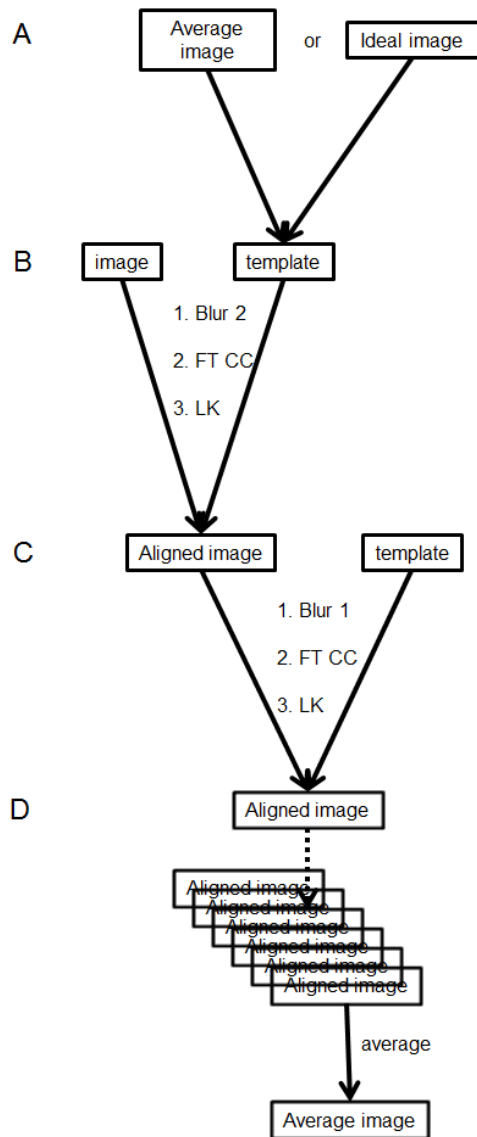 A
Average image
or
Ideal image
B
image
template
1. Blur 2
2. FT CC
3. LK
C
Aligned image
template
1. Blur 1
2. FT CC
3. LK
D
Aligned image
Aligned image
Aligned image
Aligned image
Aligned image
Aligned image
Aligned image
average
Average image